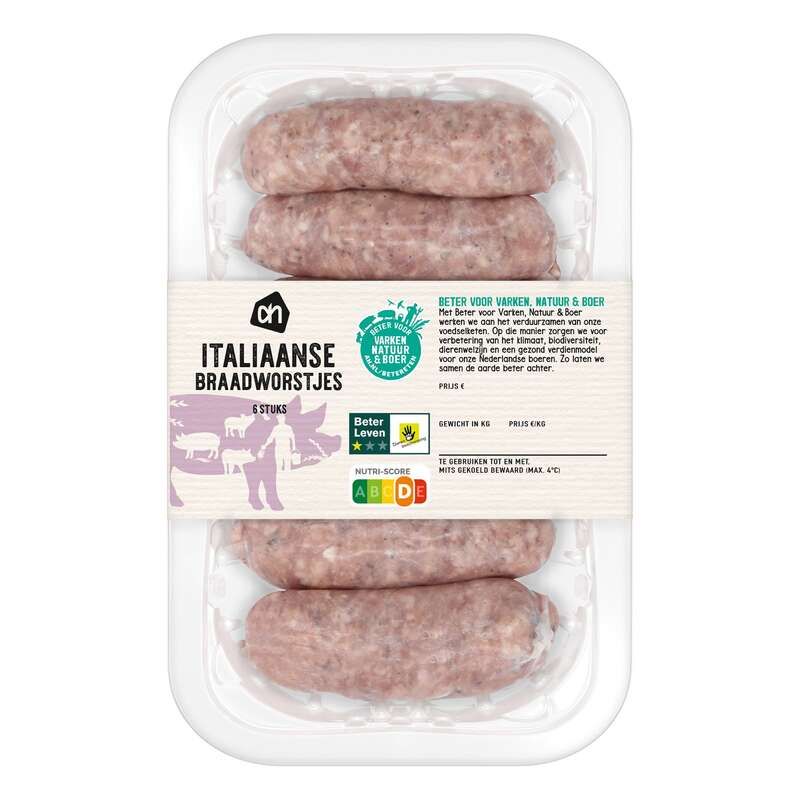 ah
ITALIAANSE
BRAADWORSTJES
6 STUKS
BETER VOOR
VARKEN
NATUUR
& BOER
AH.NL/BETERETEN
Beter
Leven
NUTRI-SCORE
A B C D E
BETER VOOR VARKEN, NATUUR & BOER
Met Beter voor Varken, Natuur & Boer
werken we aan het verduurzamen van onze
voedselketen. Op die manier zorgen we voor
verbetering van het klimaat, biodiversiteit,
dierenwelzijn en een gezond verdienmodel
voor onze Nederlandse boeren. Zo laten we
samen de aarde beter achter.
PRIJS €
GEWICHT IN KG PRIJS €/KG
TE GEBRUIKEN TOT EN MET,
MITS GEKOELD BEWAARD (MAX. 4°C)